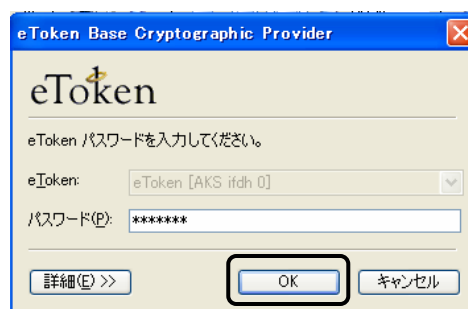 eToken Base Cryptographic Provider
eToken
eToken パスワードを入力してください。
eToken: eToken [AKS ifdh 0]
パスワード(P): *******
詳細(E) >> OK キャンセル